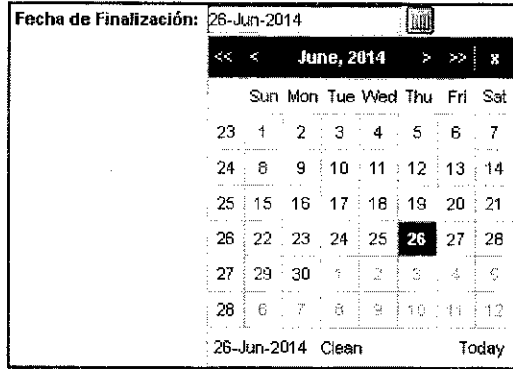 Fecha de Finalización: 26-Jun-2014
<< < June, 2014 > >> x
Sun Mon Tue Wed Thu Fri Sat
23 1 2 3 4 5 6 7
24 8 9 10 11 12 13 14
25 15 16 17 18 19 20 21
26 22 23 24 25 26 27 28
27 29 30 1 2 3 4 5
28 6 7 8 9 10 11 12
26-Jun-2014 Clean Today